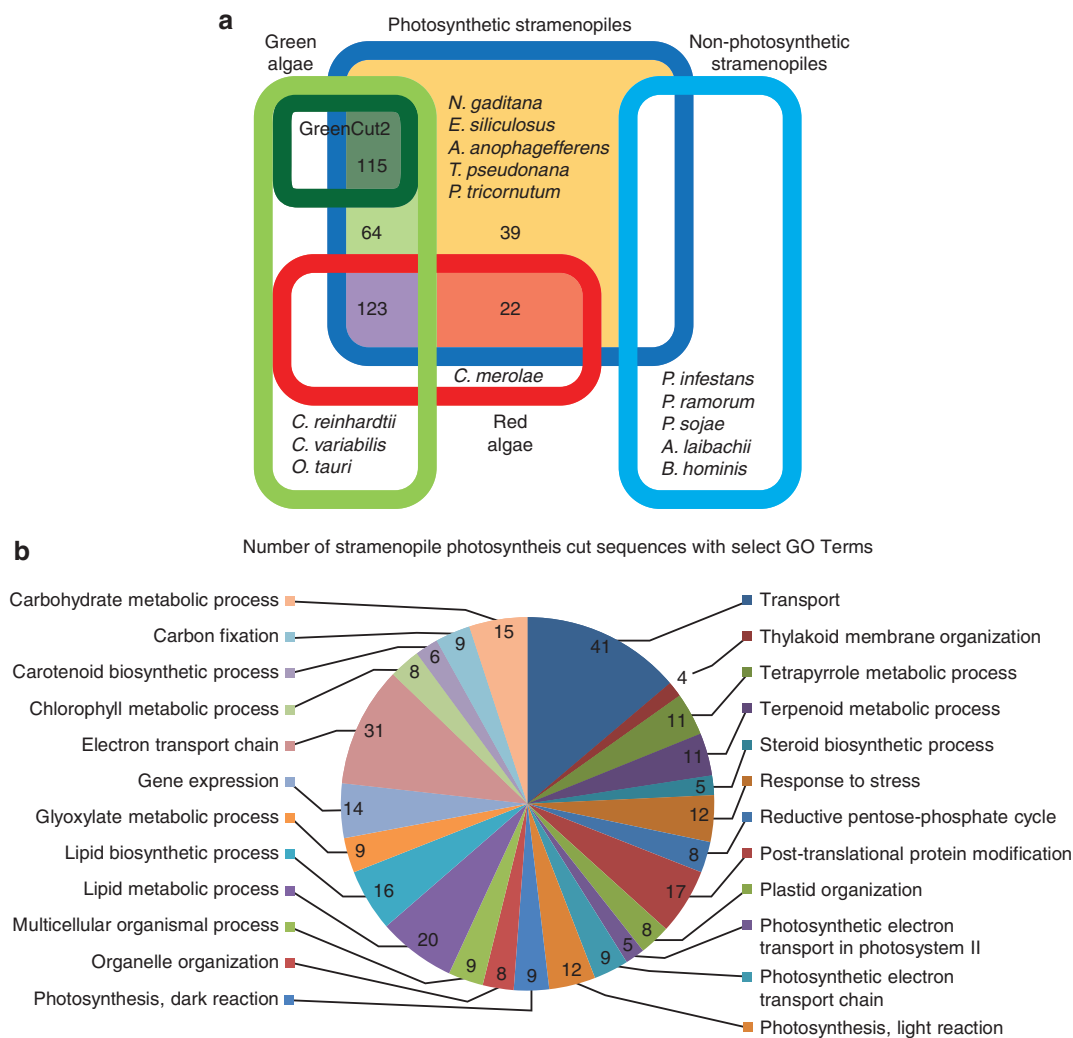 a
Photosynthetic stramenopiles
Green
algae
Non-photosynthetic
stramenopiles
N. gaditana
E. siliculosus
A. anophagefferens
T. pseudonana
P. tricornutum
GreenCut2
115
64
39
123
22
C. merolae
C. reinhardtii
C. variabilis
O. tauri
Red
algae
P. infestans
P. ramorum
P. sojae
A. laibachii
B. hominis
b
Number of stramenopile photosyntheis cut sequences with select GO Terms
Carbohydrate metabolic process
Carbon fixation
Carotenoid biosynthetic process
Chlorophyll metabolic process
Electron transport chain
Gene expression
Glyoxylate metabolic process
Lipid biosynthetic process
Lipid metabolic process
Multicellular organismal process
Organelle organization
Photosynthesis, dark reaction
15
9
6
8
31
14
9
16
20
9
8
9
41
4
11
11
5
12
8
17
8
5
9
12
Transport
Thylakoid membrane organization
Tetrapyrrole metabolic process
Terpenoid metabolic process
Steroid biosynthetic process
Response to stress
Reductive pentose-phosphate cycle
Post-translational protein modification
Plastid organization
Photosynthetic electron
transport in photosystem II
Photosynthetic electron
transport chain
Photosynthesis, light reaction